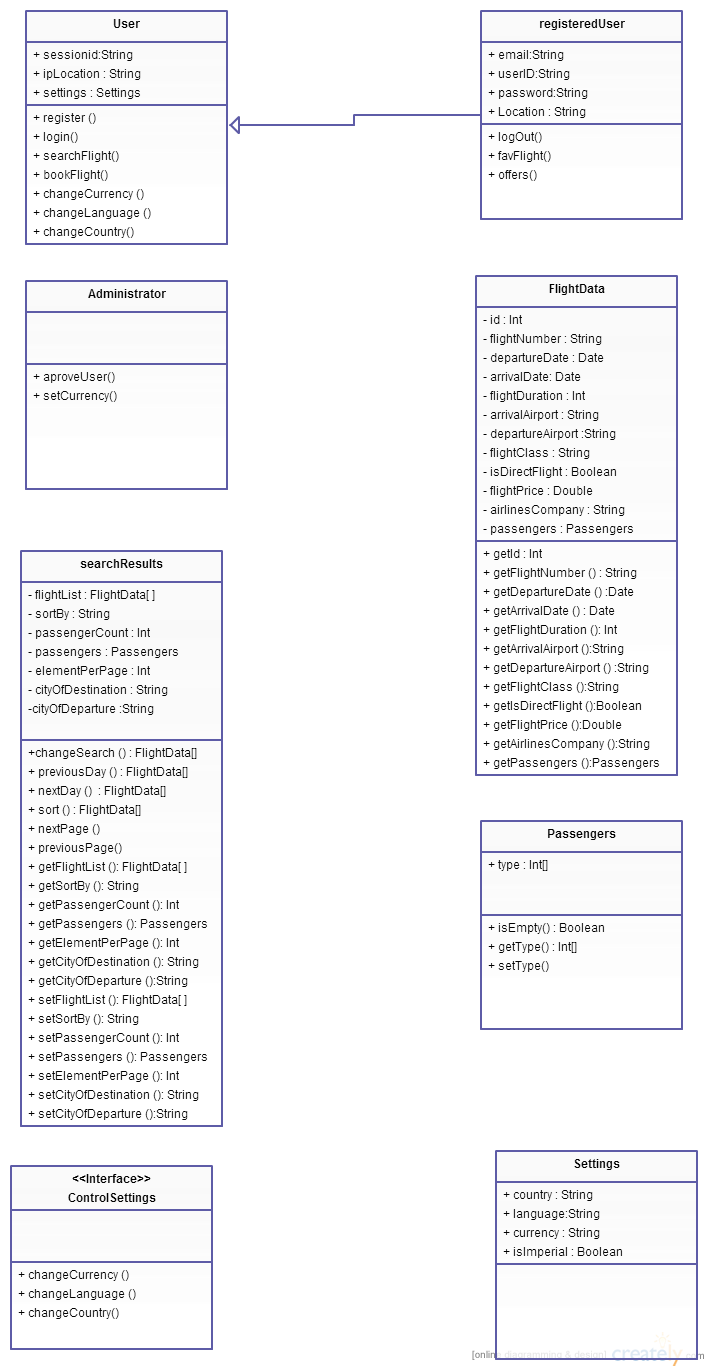 User
+ sessionid:String
+ ipLocation : String
+ settings : Settings
+ register ()
+ login()
+ searchFlight()
+ bookFlight()
+ changeCurrency ()
+ changeLanguage ()
+ changeCountry()
registeredUser
+ email:String
+ userID:String
+ password:String
+ Location : String
+ logOut()
+ favFlight()
+ offers()
Administrator
+ aproveUser()
+ setCurrency()
FlightData
- id : Int
- flightNumber : String
- departureDate : Date
- arrivalDate: Date
- flightDuration : Int
- arrivalAirport : String
- departureAirport :String
- flightClass : String
- isDirectFlight : Boolean
- flightPrice : Double
- airlinesCompany : String
- passengers : Passengers
+ getId : Int
+ getFlightNumber () : String
+ getDepartureDate () :Date
+ getArrivalDate () : Date
+ getFlightDuration (): Int
+ getArrivalAirport ():String
+ getDepartureAirport () :String
+ getFlightClass ():String
+ getIsDirectFlight ():Boolean
+ getFlightPrice ():Double
+ getAirlinesCompany ():String
+ getPassengers ():Passengers
searchResults
- flightList : FlightData[ ]
- sortBy : String
- passengerCount : Int
- passengers : Passengers
- elementPerPage : Int
- cityOfDestination : String
-cityOfDeparture :String
+changeSearch () : FlightData[]
+ previousDay () : FlightData[]
+ nextDay () : FlightData[]
+ sort () : FlightData[]
+ nextPage ()
+ previousPage()
+ getFlightList (): FlightData[ ]
+ getSortBy (): String
+ getPassengerCount (): Int
+ getPassengers (): Passengers
+ getElementPerPage (): Int
+ getCityOfDestination (): String
+ getCityOfDeparture ():String
+ setFlightList (): FlightData[ ]
+ setSortBy (): String
+ setPassengerCount (): Int
+ setPassengers (): Passengers
+ setElementPerPage (): Int
+ setCityOfDestination (): String
+ setCityOfDeparture ():String
Passengers
+ type : Int[]
+ isEmpty() : Boolean
+ getType() : Int[]
+ setType()
<<Interface>>
ControlSettings
+ changeCurrency ()
+ changeLanguage ()
+ changeCountry()
Settings
+ country : String
+ language:String
+ currency : String
+ isImperial : Boolean
[online diagramming & design] creately.com